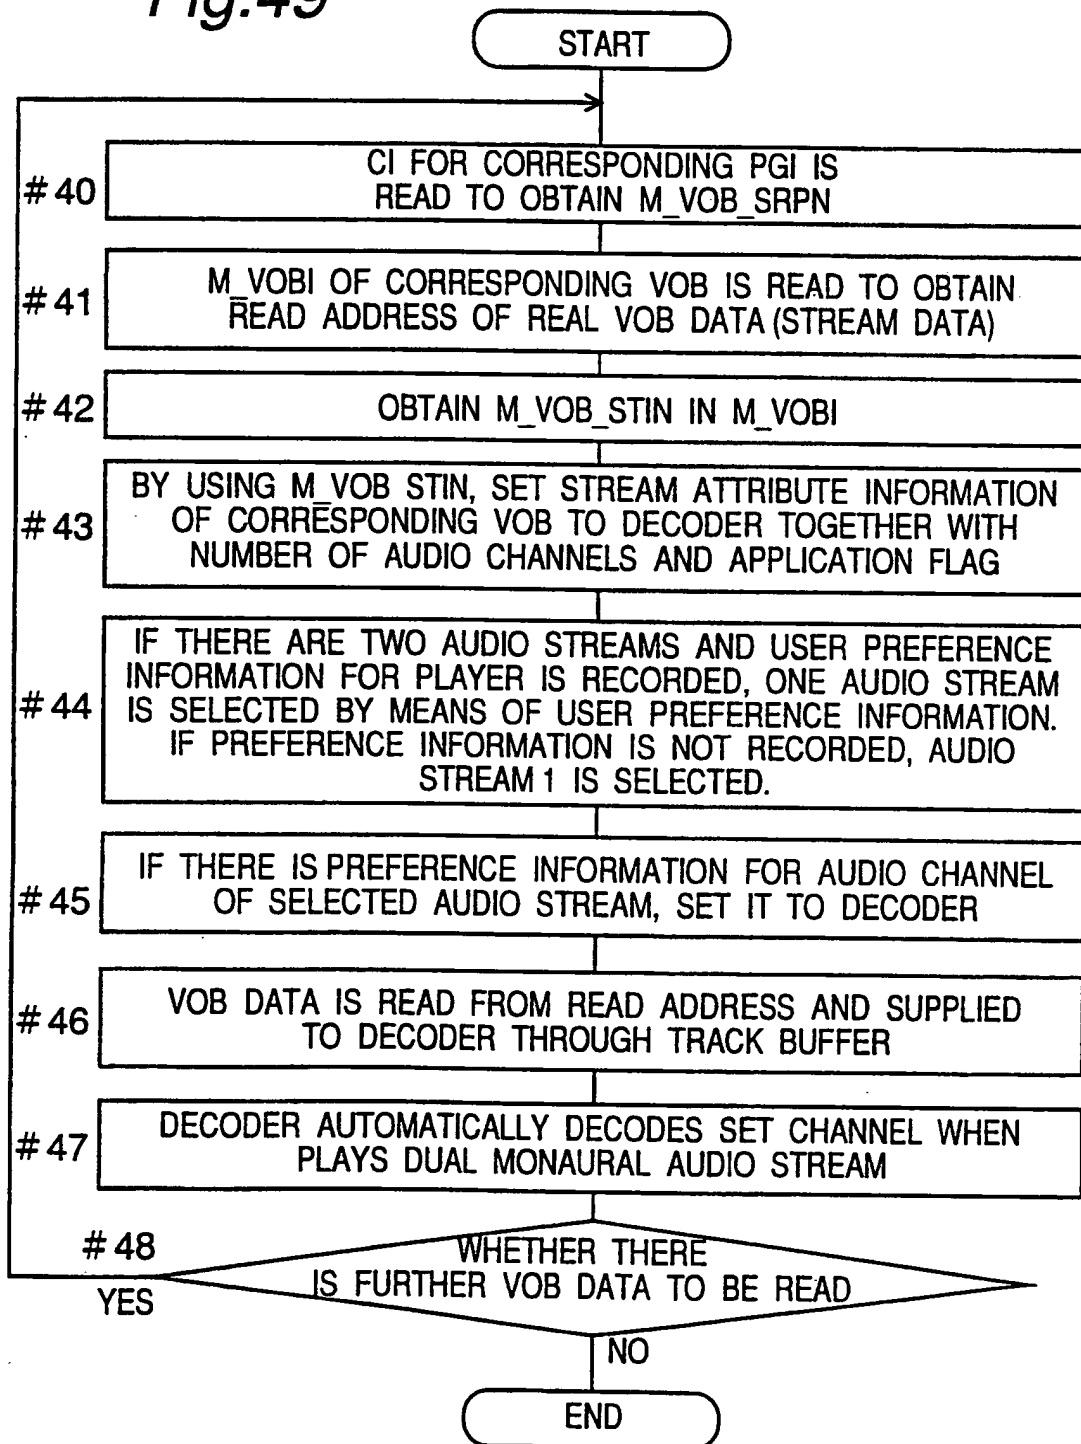 Fig.49
START
#40
CI FOR CORRESPONDING PGI IS
READ TO OBTAIN M_VOB_SRPN
#41
M_VOBI OF CORRESPONDING VOB IS READ TO OBTAIN
READ ADDRESS OF REAL VOB DATA (STREAM DATA)
#42
OBTAIN M_VOB_STIN IN M_VOBI
#43
BY USING M_VOB STIN, SET STREAM ATTRIBUTE INFORMATION
OF CORRESPONDING VOB TO DECODER TOGETHER WITH
NUMBER OF AUDIO CHANNELS AND APPLICATION FLAG
#44
IF THERE ARE TWO AUDIO STREAMS AND USER PREFERENCE
INFORMATION FOR PLAYER IS RECORDED, ONE AUDIO STREAM
IS SELECTED BY MEANS OF USER PREFERENCE INFORMATION.
IF PREFERENCE INFORMATION IS NOT RECORDED, AUDIO
STREAM 1 IS SELECTED.
#45
IF THERE IS PREFERENCE INFORMATION FOR AUDIO CHANNEL
OF SELECTED AUDIO STREAM, SET IT TO DECODER
#46
VOB DATA IS READ FROM READ ADDRESS AND SUPPLIED
TO DECODER THROUGH TRACK BUFFER
#47
DECODER AUTOMATICALLY DECODES SET CHANNEL WHEN
PLAYS DUAL MONAURAL AUDIO STREAM
#48
WHETHER THERE
IS FURTHER VOB DATA TO BE READ
YES
NO
END